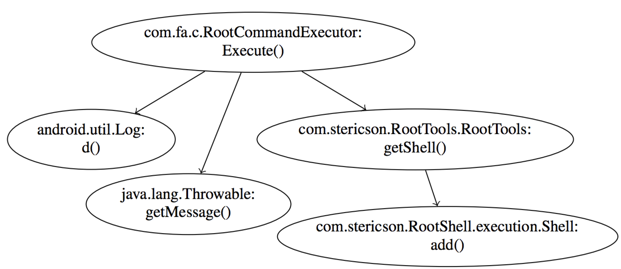 com.fa.c.RootCommandExecutor:
Execute()
android.util.Log:
d()
com.stericson.RootTools.RootTools:
getShell()
java.lang.Throwable:
getMessage()
com.stericson.RootShell.execution.Shell:
add()